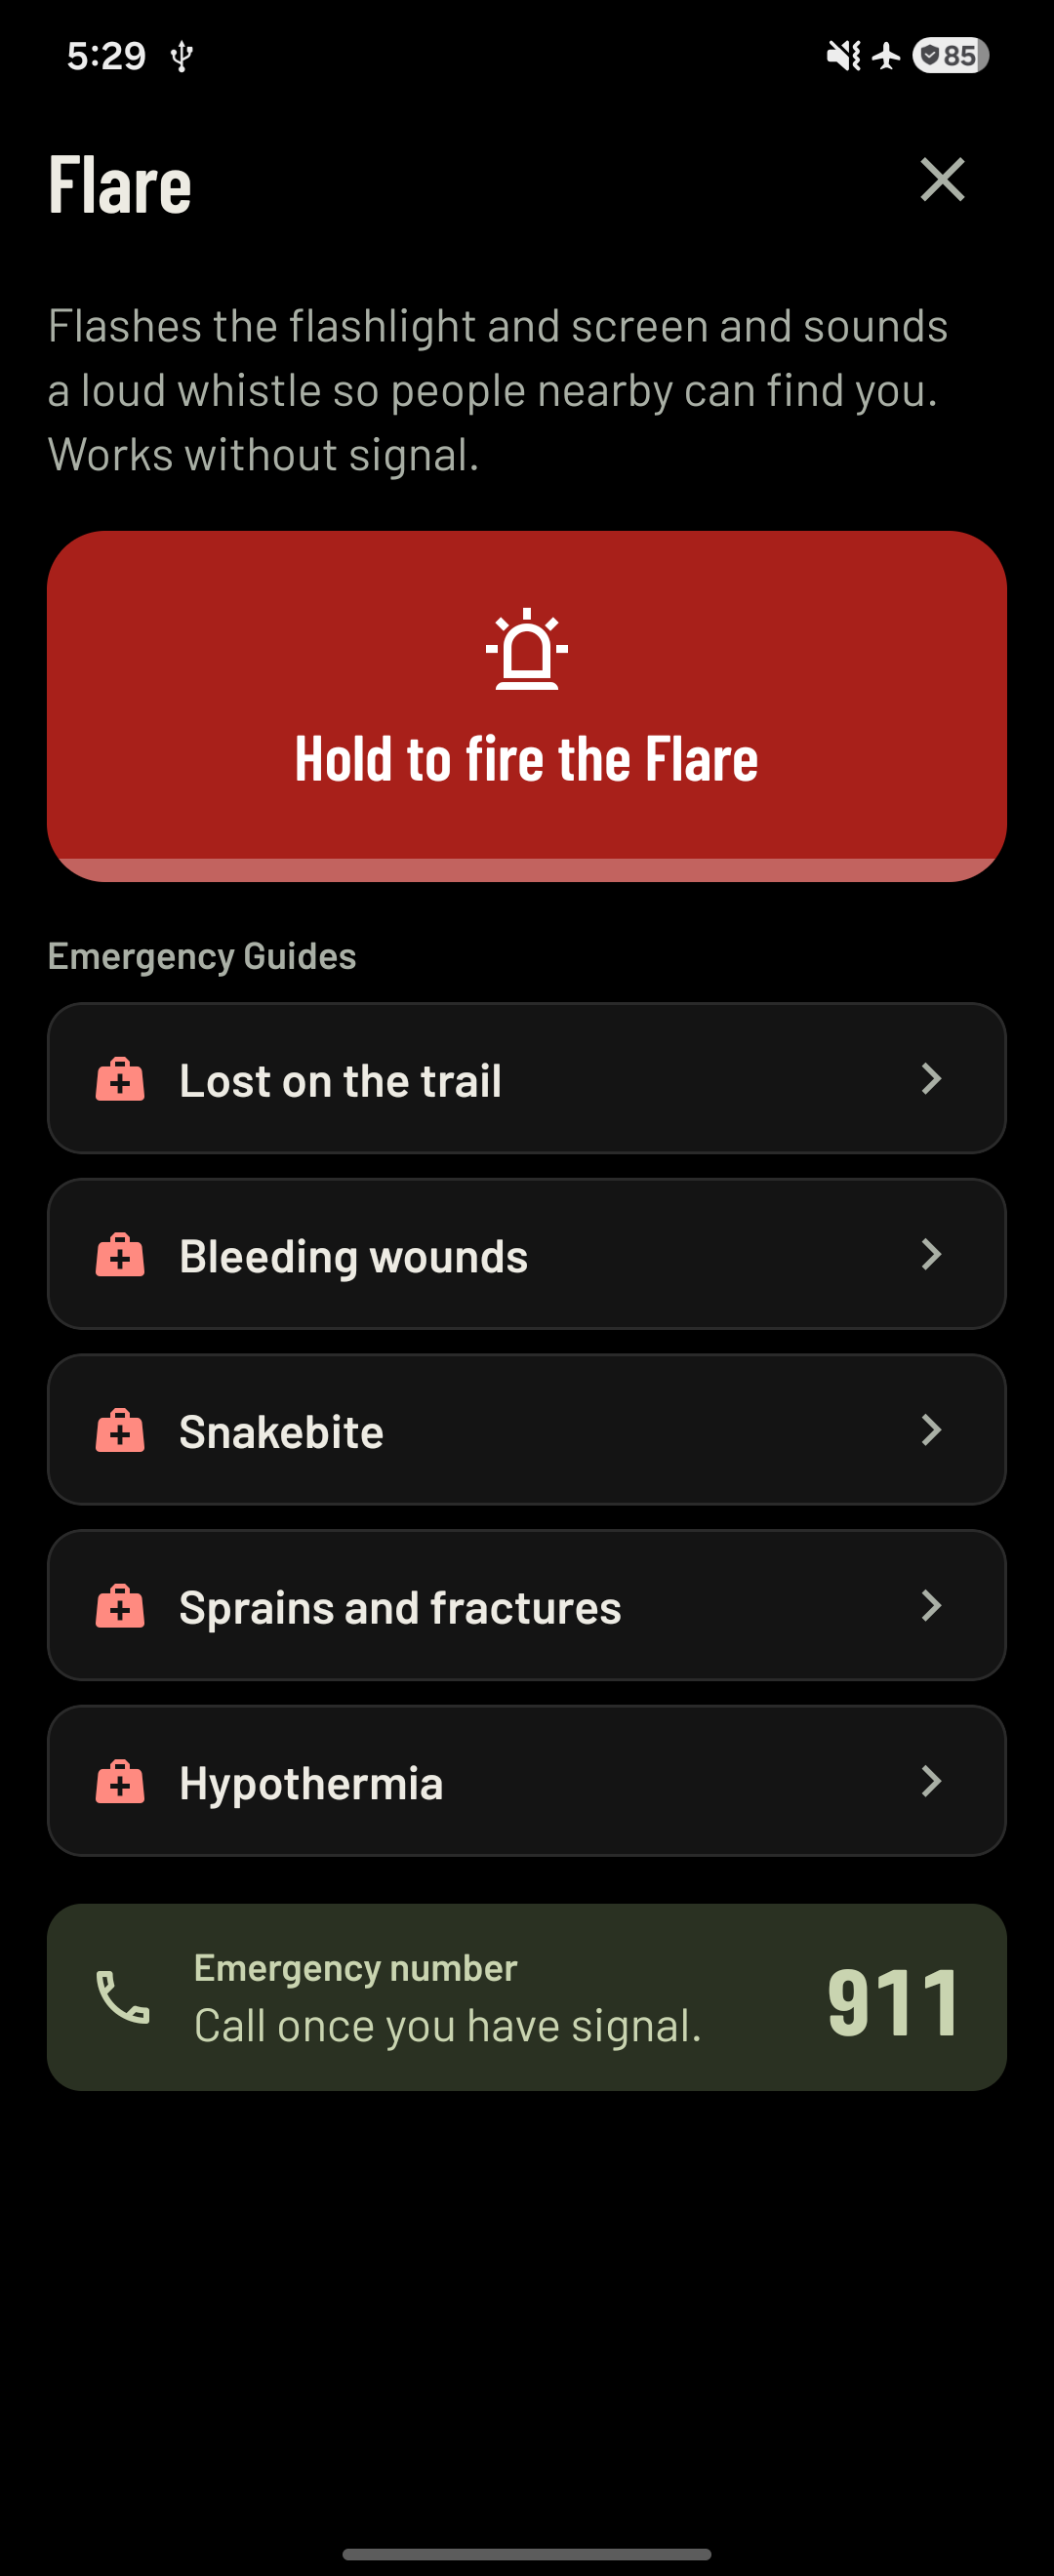 5:29
85
Flare
Flashes the flashlight and screen and sounds
a loud whistle so people nearby can find you.
Works without signal.
Hold to fire the Flare
Emergency Guides
Lost on the trail
Bleeding wounds
Snakebite
Sprains and fractures
Hypothermia
Emergency number
Call once you have signal.
911